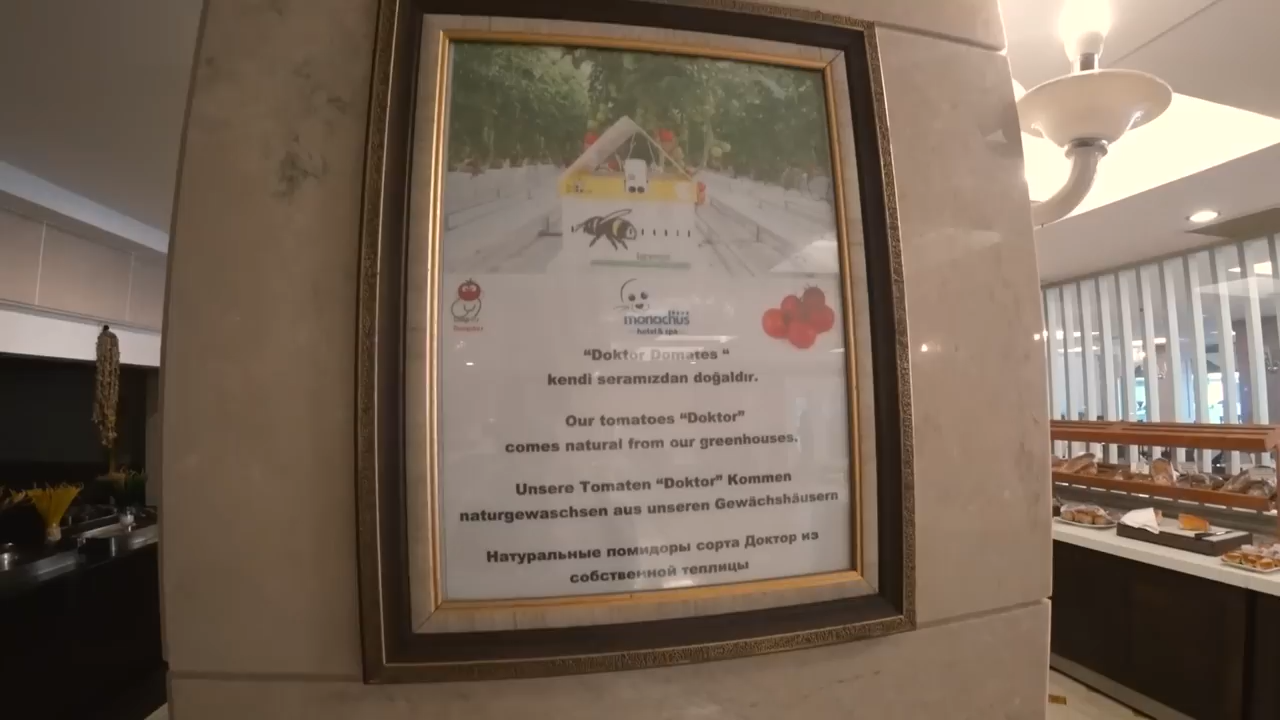 monachus
hotel & spa
“Doktor Domates “
kendi seramızdan doğaldır.
Our tomatoes “Doktor”
comes natural from our greenhouses.
Unsere Tomaten “Doktor” Kommen
naturgewaschsen aus unseren Gewächshäusern
Натуральные помидоры сорта Доктор из
собственной теплицы